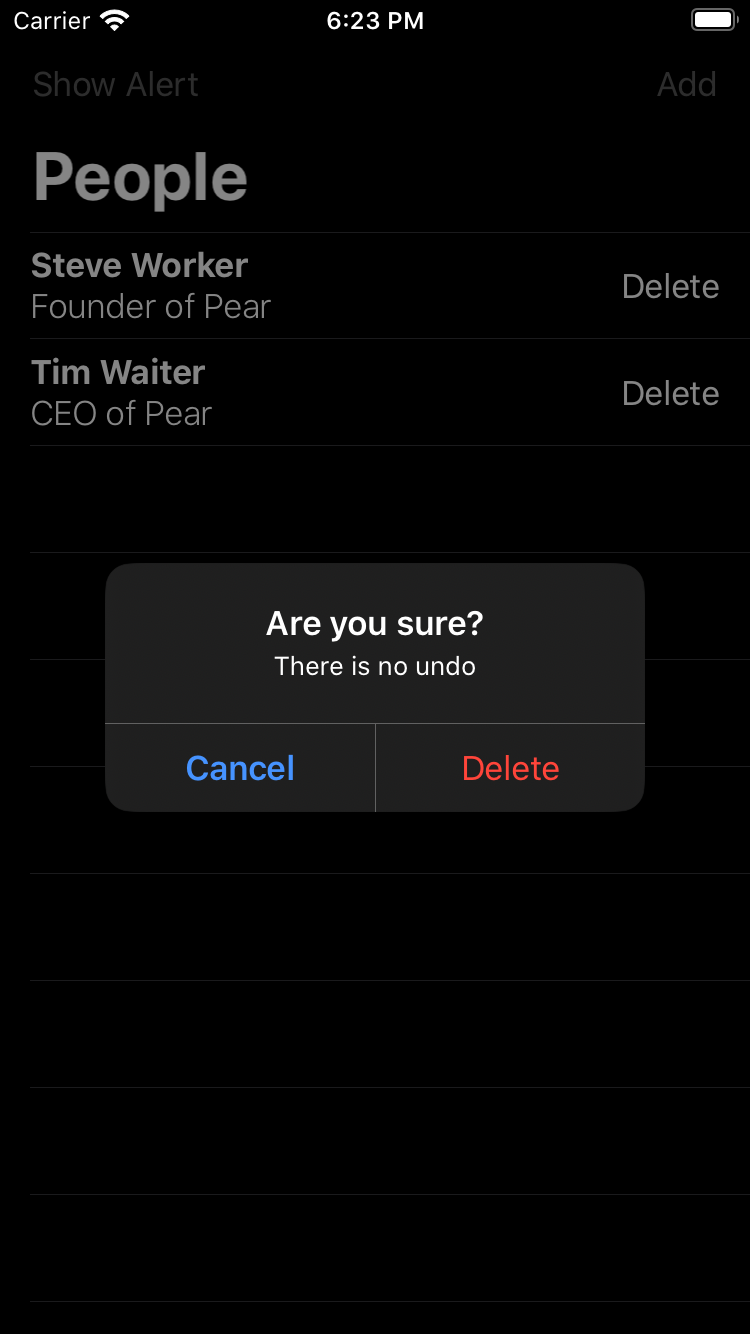 Carrier 6:23 PM
Show Alert Add
People
Steve Worker
Founder of Pear
Delete
Tim Waiter
CEO of Pear
Delete
Are you sure?
There is no undo
Cancel Delete